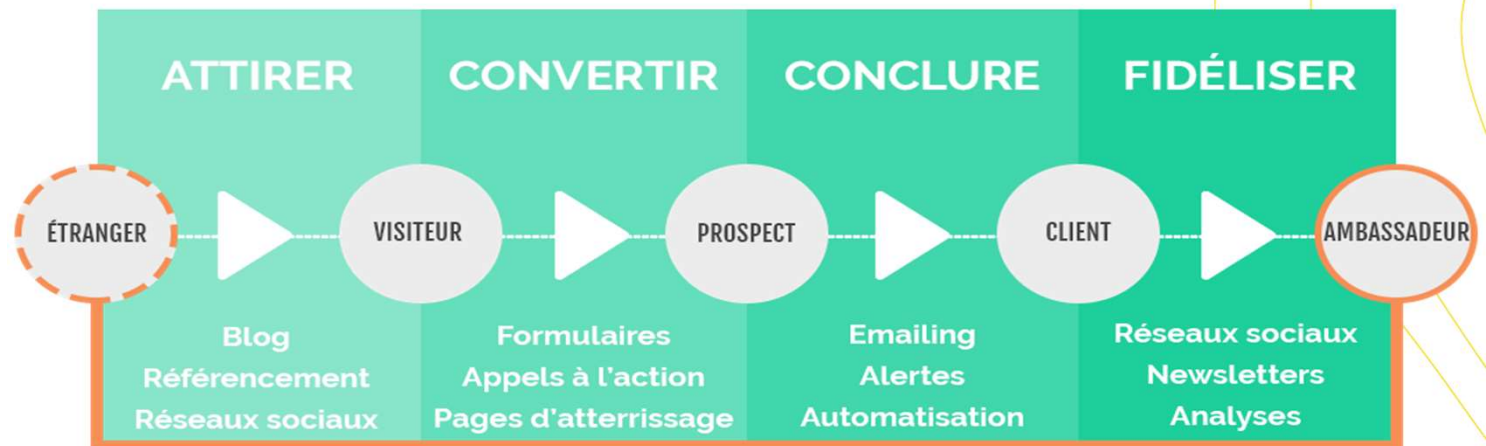 ATTIRER
CONVERTIR
CONCLURE
FIDÉLISER
ÉTRANGER
VISITEUR
PROSPECT
CLIENT
AMBASSADEUR
Blog
Référencement
Réseaux sociaux
Formulaires
Appels à l’action
Pages d’atterrissage
Emailing
Alertes
Automatisation
Réseaux sociaux
Newsletters
Analyses